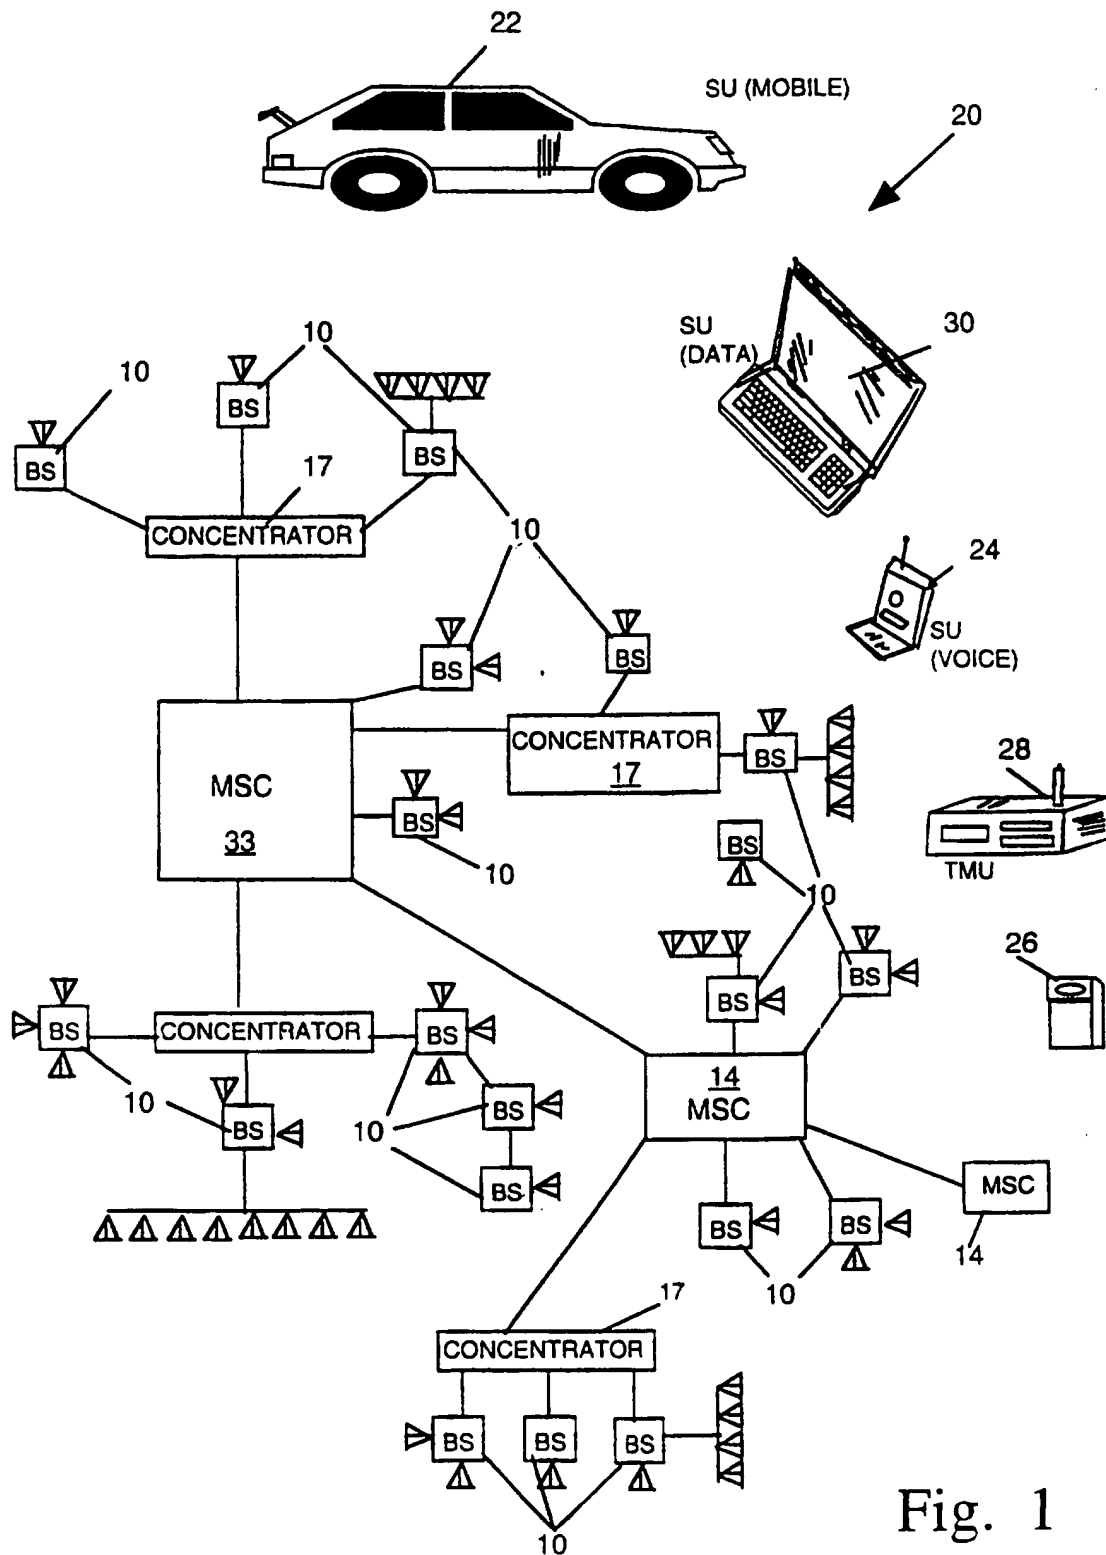 22
SU (MOBILE)
20
SU
(DATA)
30
10
10
BS
BS
BS
17
CONCENTRATOR
10
24
SU
(VOICE)
BS
BS
MSC
33
CONCENTRATOR
17
BS
28
TMU
BS
10
BS
10
26
BS
BS
BS
CONCENTRATOR
BS
10
BS
10
BS
BS
14
MSC
MSC
14
BS
BS
10
17
CONCENTRATOR
BS
BS
BS
10
Fig. 1